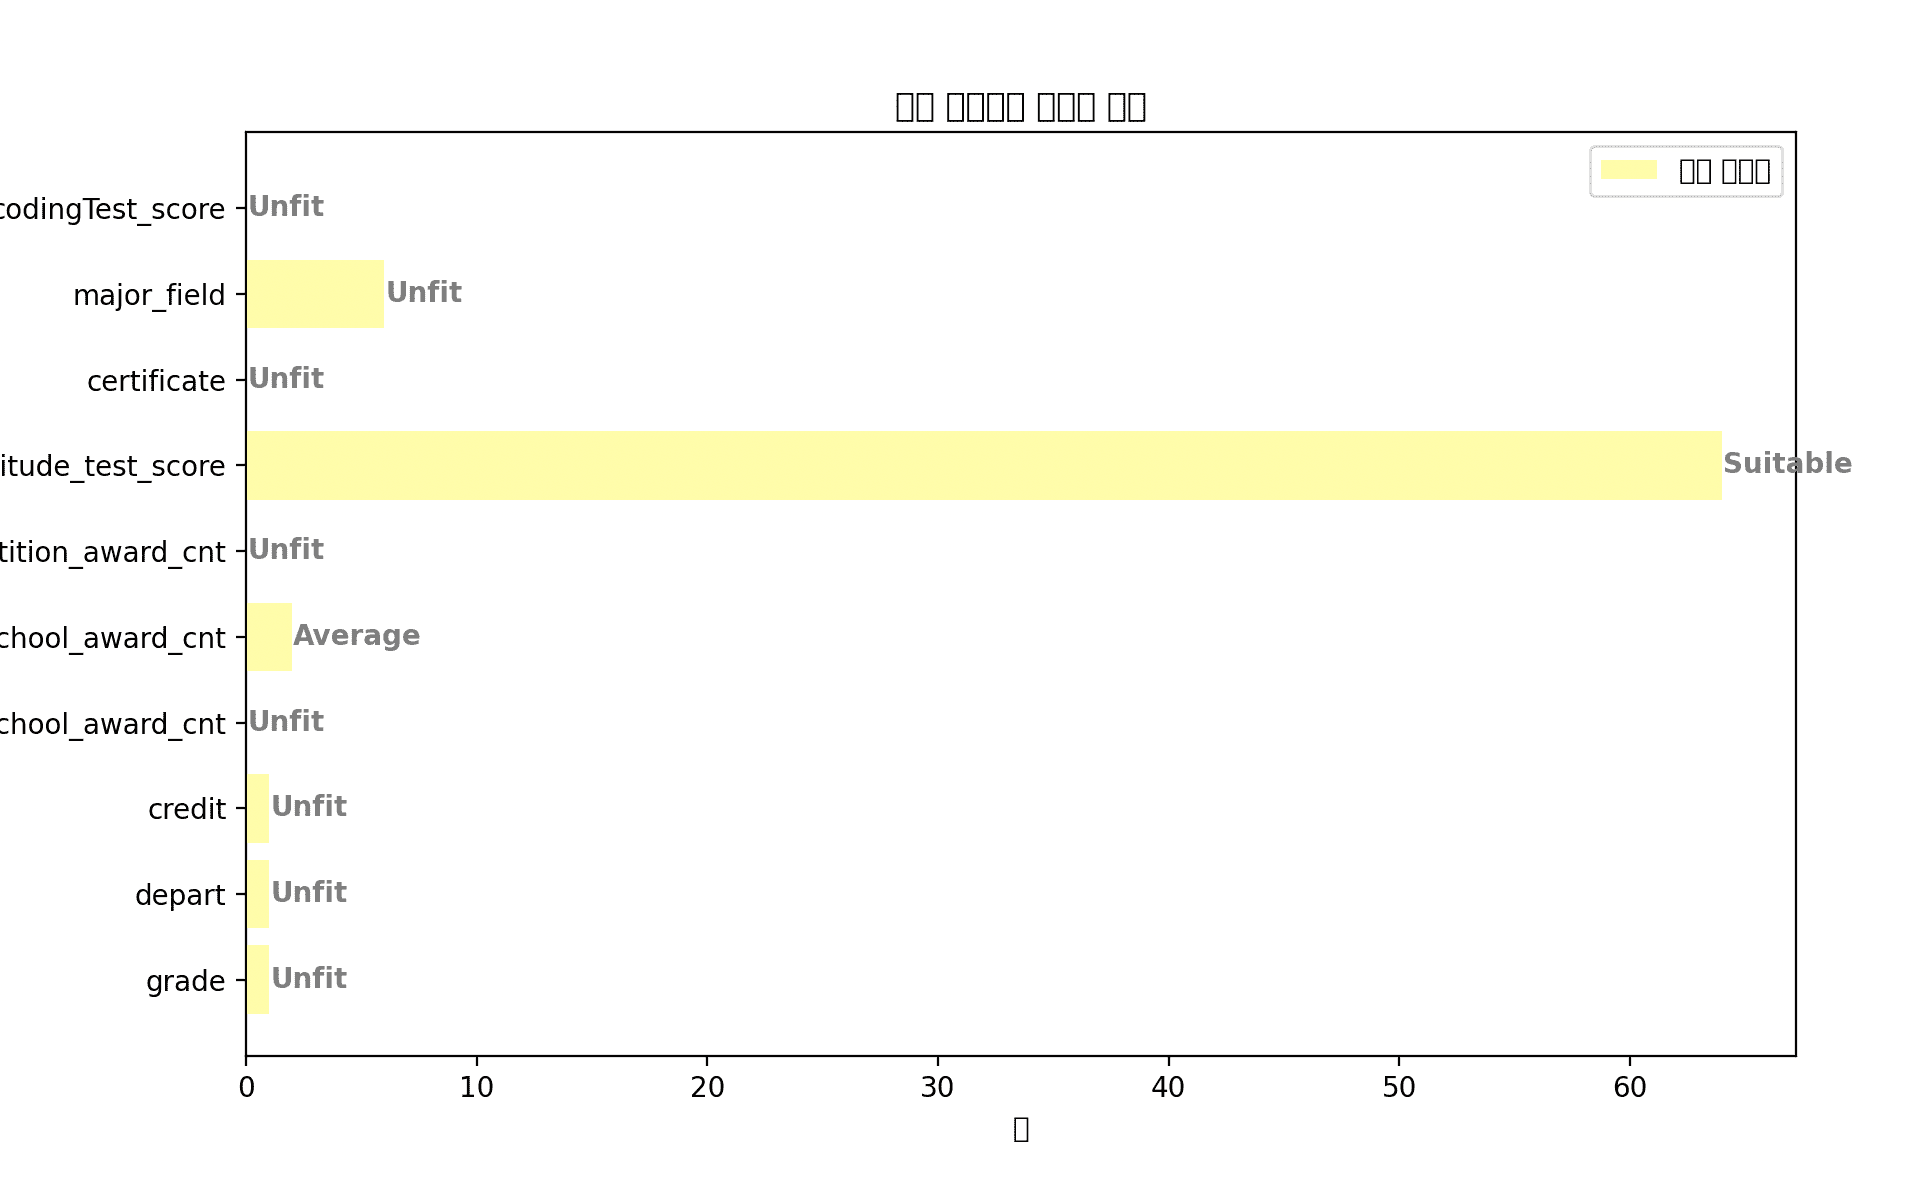 codingTest_score
Unfit
major_field
Unfit
certificate
Unfit
itude_test_score
Suitable
tition_award_cnt
Unfit
chool_award_cnt
Average
chool_award_cnt
Unfit
credit
Unfit
depart
Unfit
grade
Unfit
0 10 20 30 40 50 60